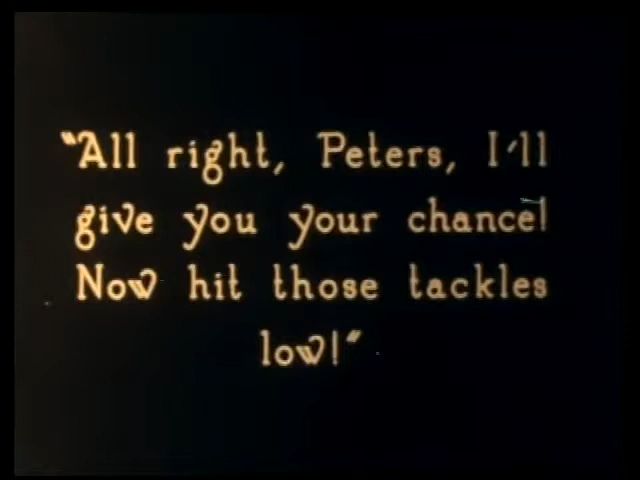 "All right, Peters, I'll
give you your chance!
Now hit those tackles
low!"